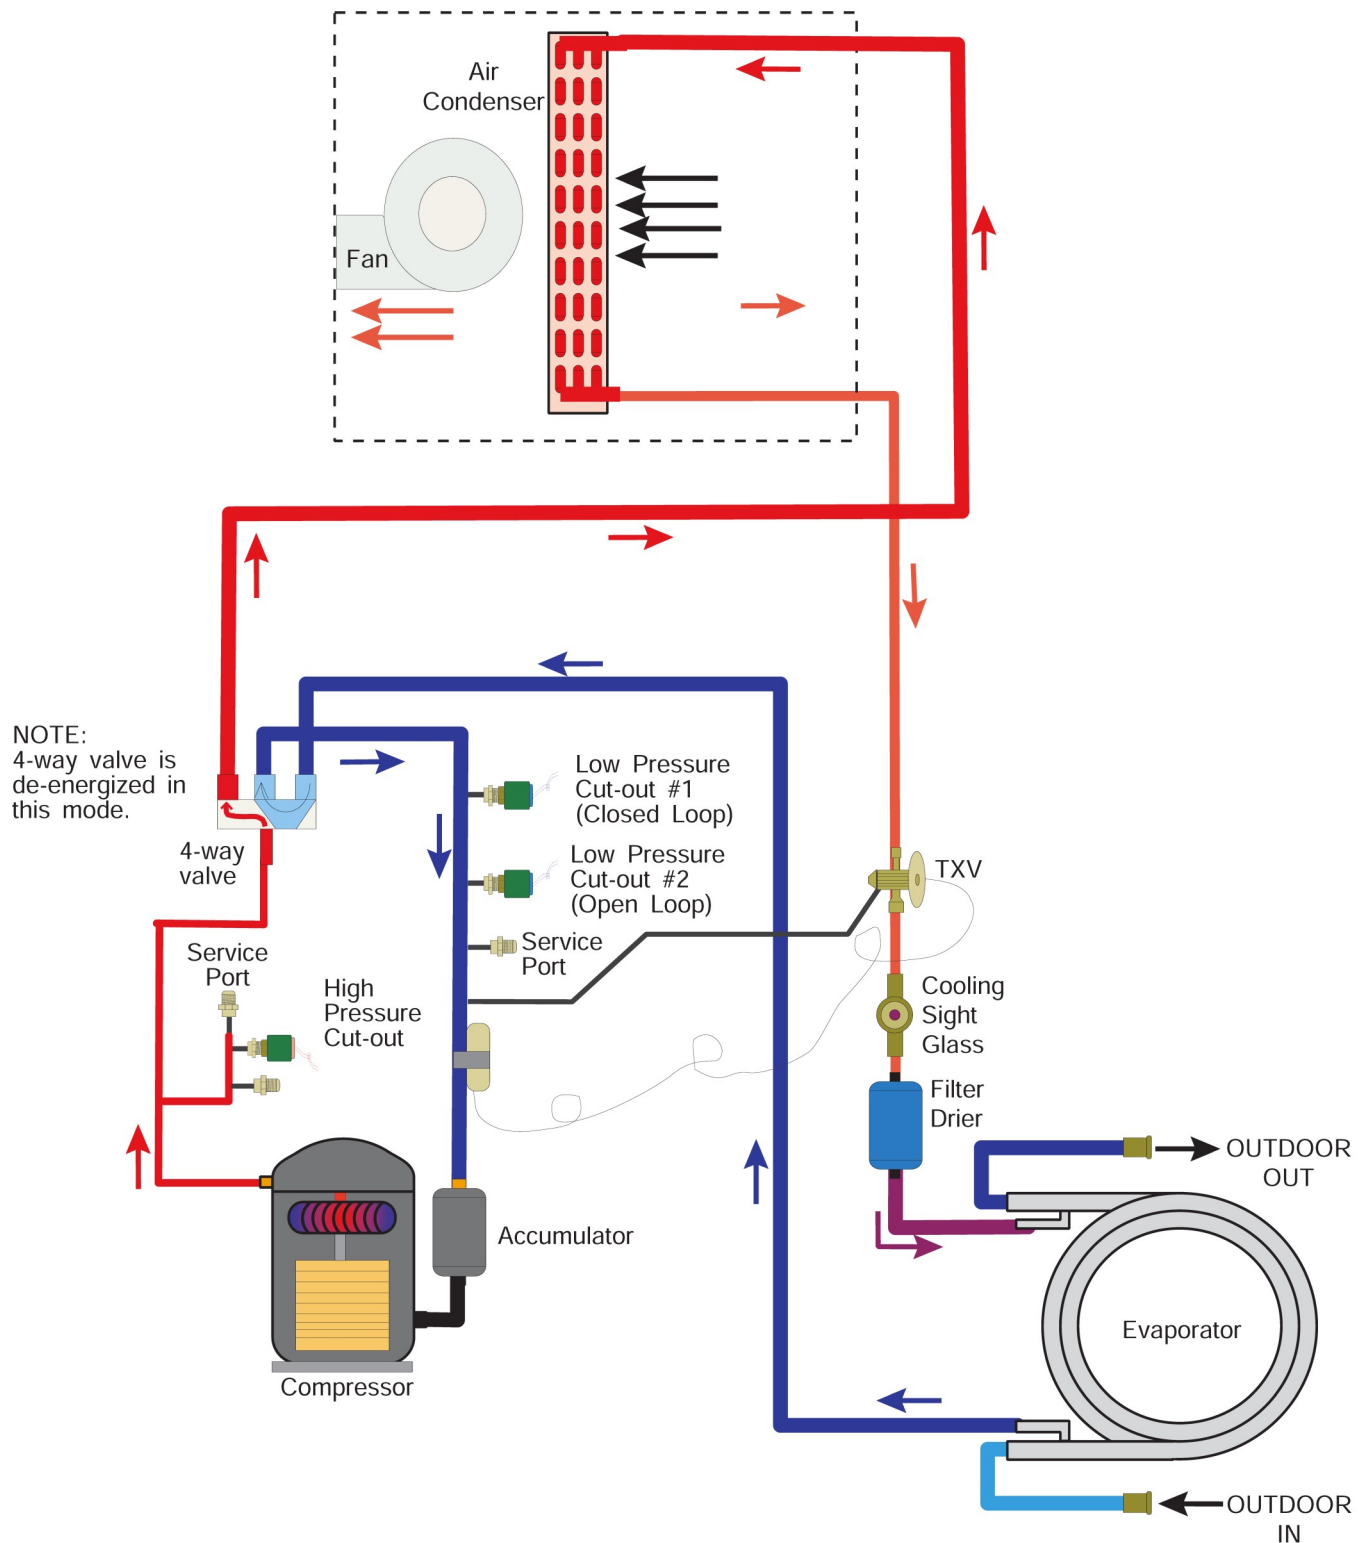 Air
Condenser
Fan
NOTE:
4-way valve is
de-energized in
this mode.
4-way
valve
Low Pressure
Cut-out #1
(Closed Loop)
Low Pressure
Cut-out #2
(Open Loop)
TXV
Service
Port
Service
Port
High
Pressure
Cut-out
Cooling
Sight
Glass
Filter
Drier
OUTDOOR
OUT
Accumulator
Evaporator
Compressor
OUTDOOR
IN